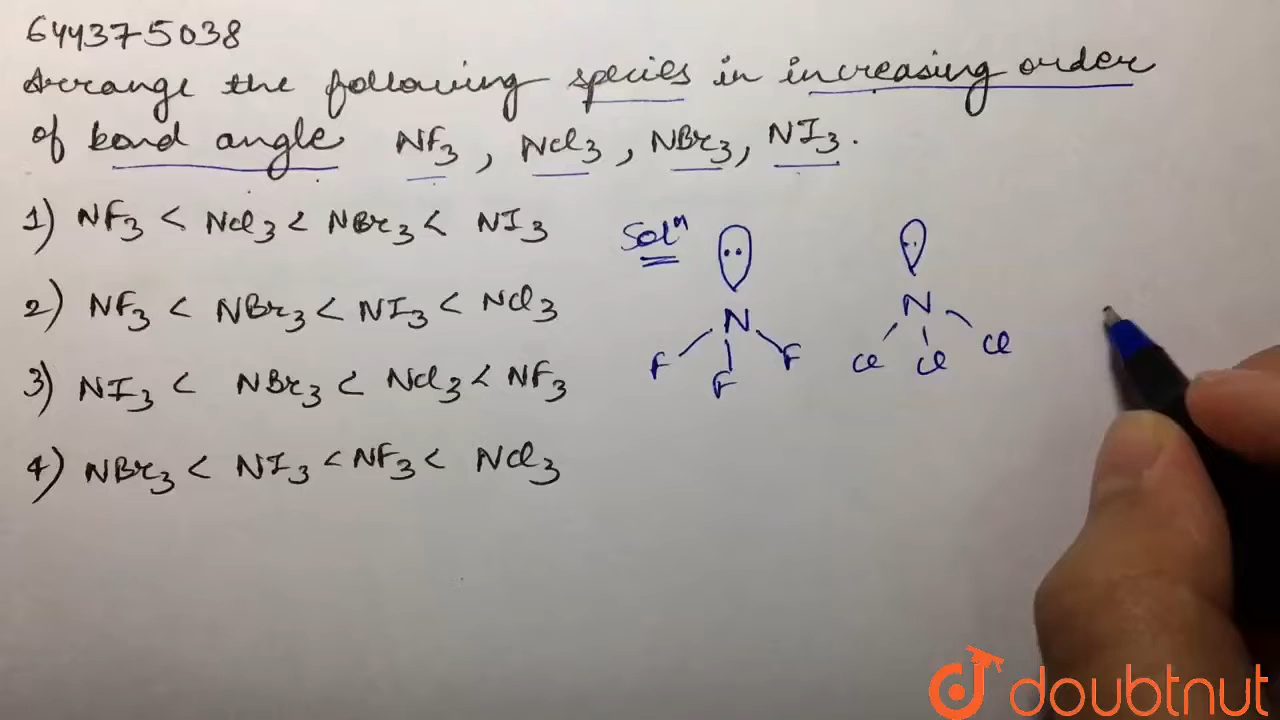 644375038
Arrange the following species in increasing order
of bond angle NF3, NCl3, NBr3, NI3.
1) NF3 < NCl3 < NBr3 < NI3
2) NF3 < NBr3 < NI3 < NCl3
3) NI3 < NBr3 < NCl3 < NF3
4) NBr3 < NI3 < NF3 < NCl3
Solⁿ
N
F F F
N
Cl Cl Cl
doubtnut